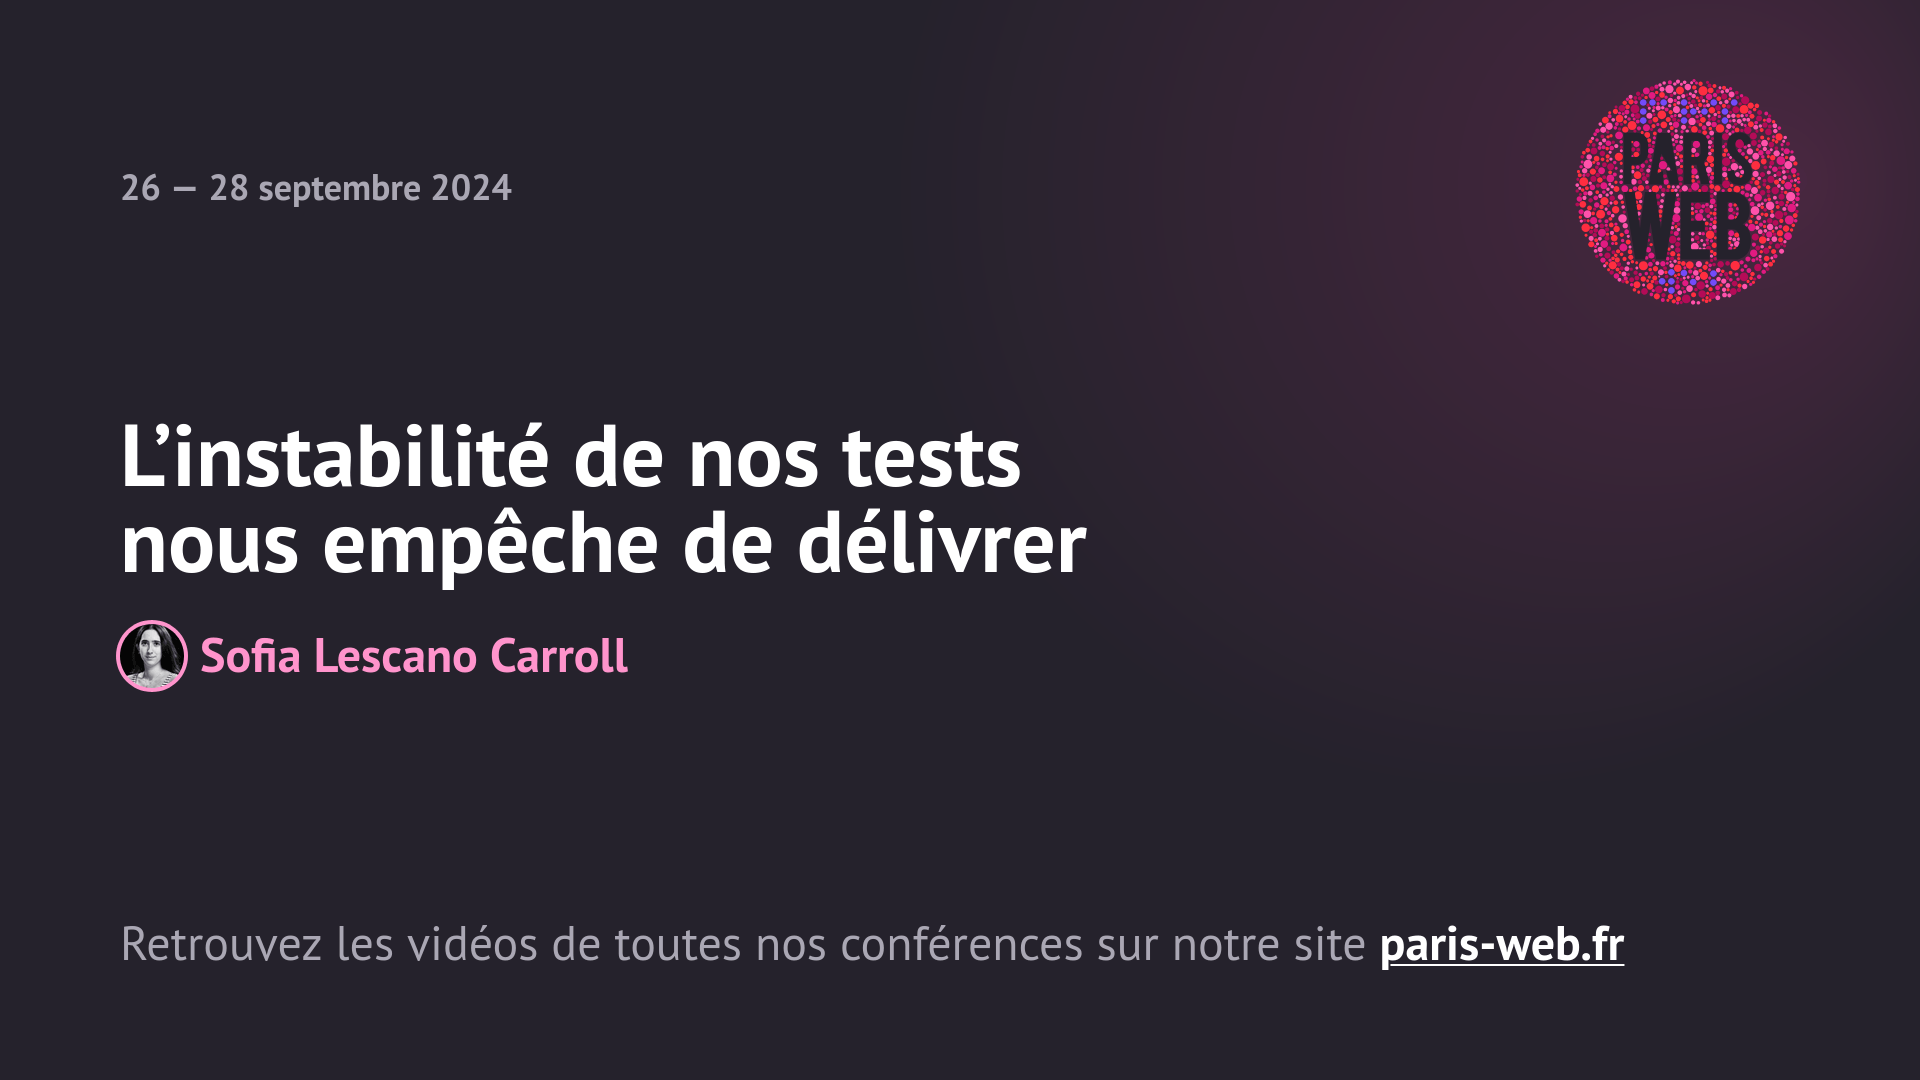 26 — 28 septembre 2024
PARIS
WEB
L’instabilité de nos tests
nous empêche de délivrer
Sofia Lescano Carroll
Retrouvez les vidéos de toutes nos conférences sur notre site paris-web.fr